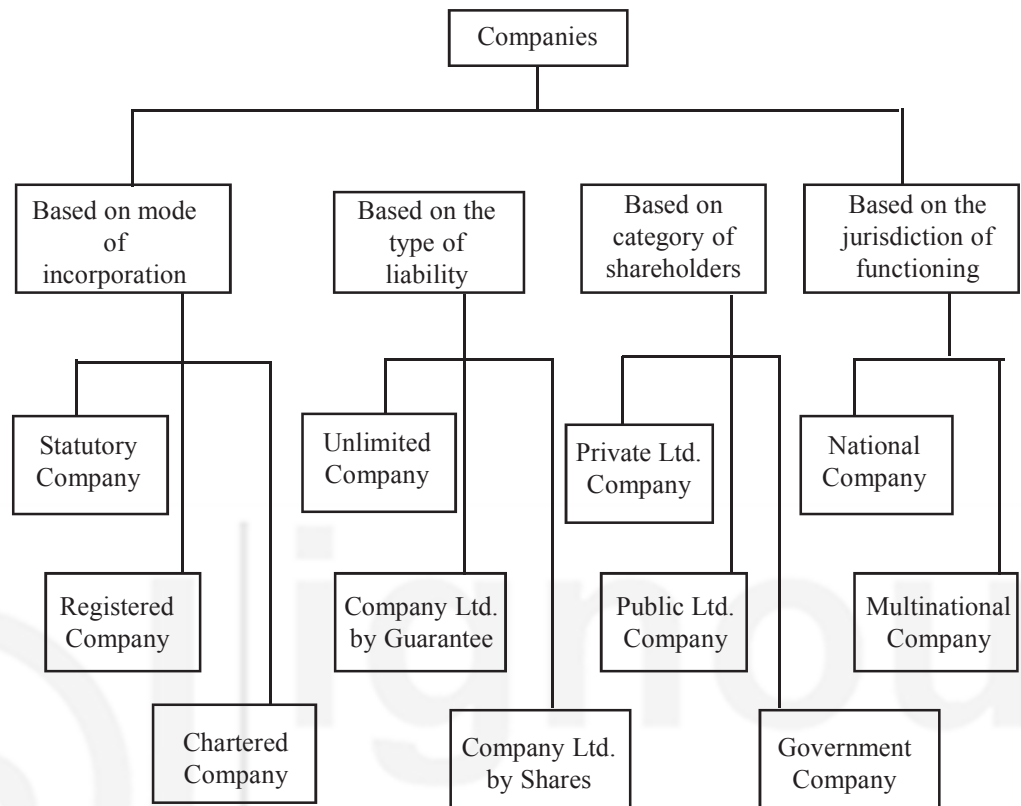 Companies
Based on mode
of
incorporation
Based on the
type of
liability
Based on
category of
shareholders
Based on the
jurisdiction of
functioning
Statutory
Company
Unlimited
Company
Private Ltd.
Company
National
Company
Registered
Company
Company Ltd.
by Guarantee
Public Ltd.
Company
Multinational
Company
Chartered
Company
Company Ltd.
by Shares
Government
Company
ignou